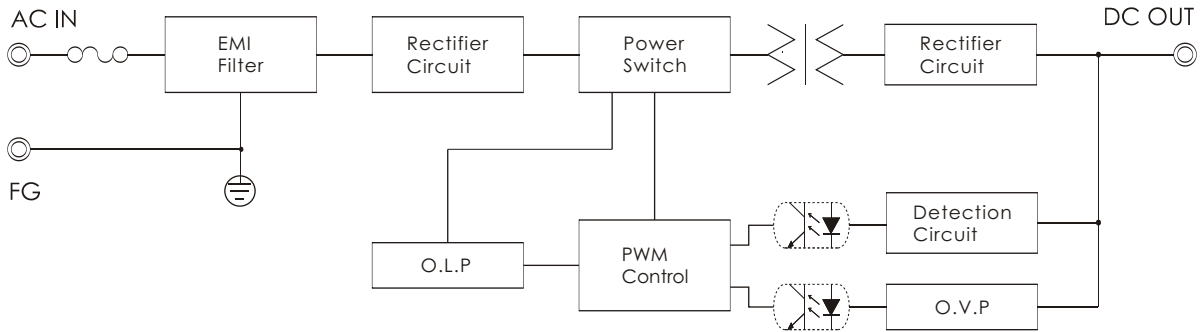 AC IN
DC OUT
EMI
Filter
Rectifier
Circuit
Power
Switch
Rectifier
Circuit
FG
O.L.P
PWM
Control
Detection
Circuit
O.V.P